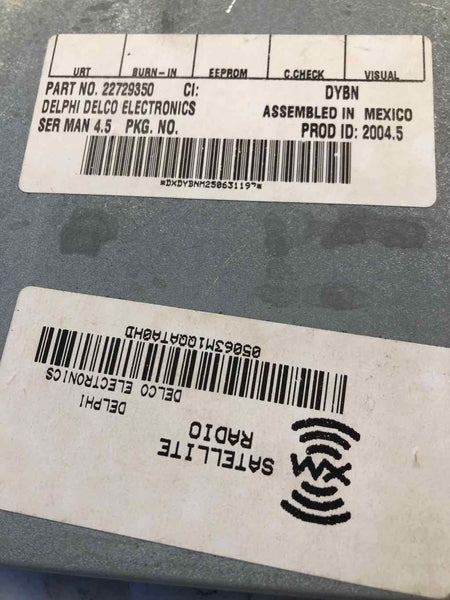 URT BURN-IN EEPROM C.CHECK VISUAL
PART NO. 22729350 CI: DYBN
DELPHI DELCO ELECTRONICS ASSEMBLED IN MEXICO
SER MAN 4.5 PKG. NO. PROD ID: 2004.5
*DXDYBNM250631197*
XM
SATELLITE
RADIO
DELPHI
DELCO ELECTRONICS
05063M1QQATA0HD